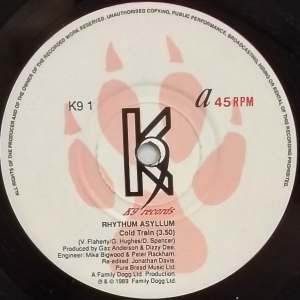 ALL RIGHTS OF THE PRODUCER AND OF THE OWNER OF THE RECORDED WORK RESERVED. UNAUTHORISED COPYING, PUBLIC PERFORMANCE, BROADCASTING, HIRING OR RENTAL OF THIS RECORD PROHIBITED.
K9 1
a 45 RPM
K9
K9 records
RHYTHUM ASYLLUM
Cold Train (3.50)
(V. Flaherty/G. Hughes/D. Spencer)
Produced by Gaz Anderson & Dizzy Dee.
Engineer: Mike Bigwood & Peter Rackham.
Re-edited: Jonathan Davis
Pure Bread Music Ltd.
A Family Dogg Ltd. Production
℗ & © 1989 Family Dogg Ltd.